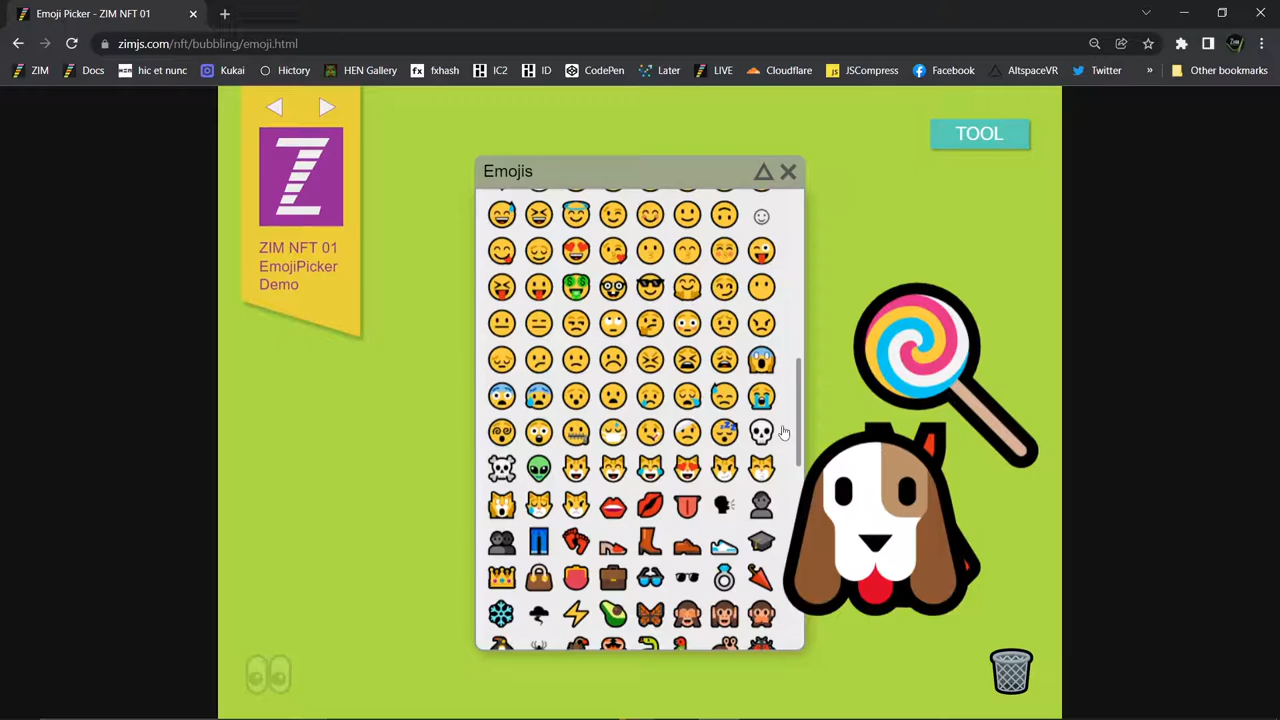 Emoji Picker - ZIM NFT 01
zimjs.com/nft/bubbling/emoji.html
ZIM
Docs
hic et nunc
Kukai
Hictory
HEN Gallery
fxhash
IC2
ID
CodePen
Later
LIVE
Cloudflare
JSCompress
Facebook
AltspaceVR
Twitter
»
Other bookmarks
Z
ZIM NFT 01
EmojiPicker
Demo
Emojis
TOOL